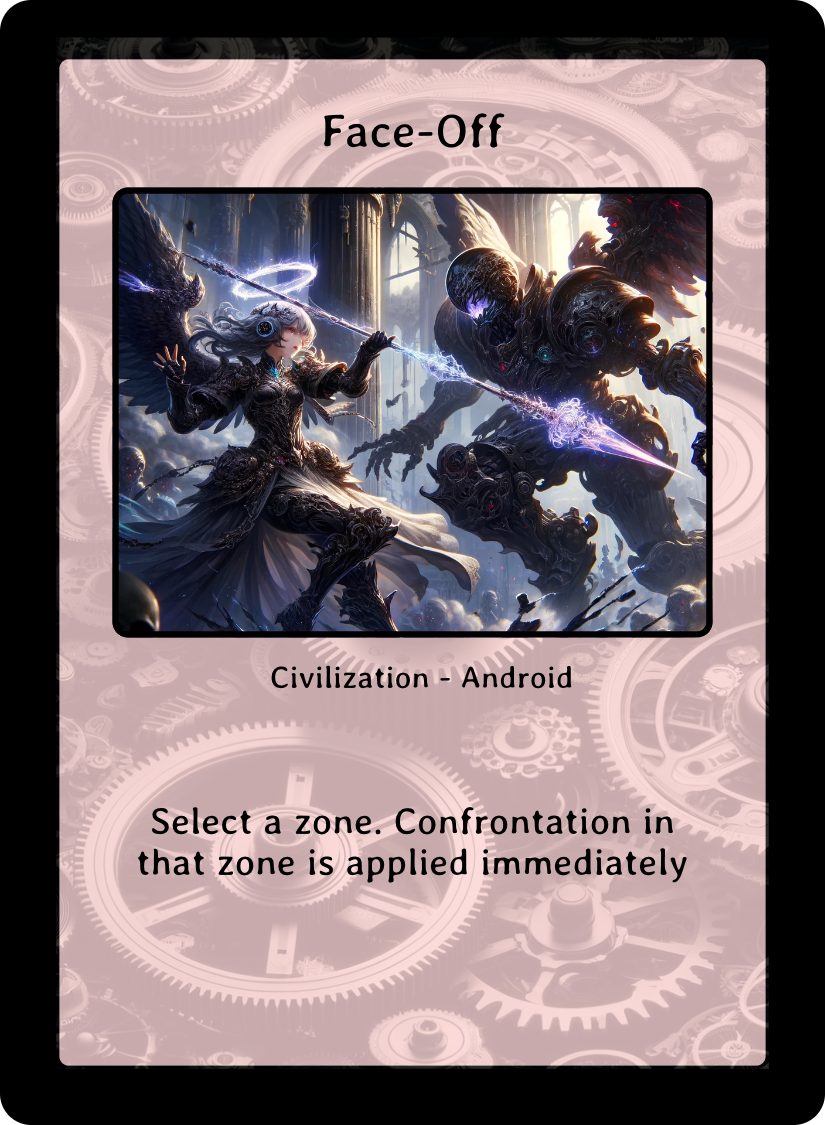 Face-Off
Civilization - Android
Select a zone. Confrontation in
that zone is applied immediately